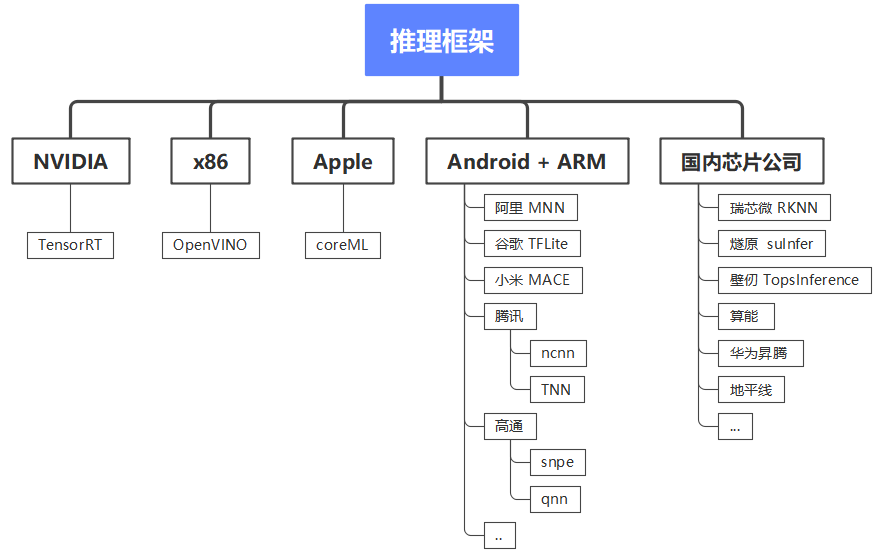 推理框架
NVIDIA
x86
Apple
Android + ARM
国内芯片公司
TensorRT
OpenVINO
coreML
阿里 MNN
谷歌 TFLite
小米 MACE
腾讯
ncnn
TNN
高通
snpe
qnn
..
瑞芯微 RKNN
燧原 suInfer
壁仞 TopsInference
算能
华为昇腾
地平线
...